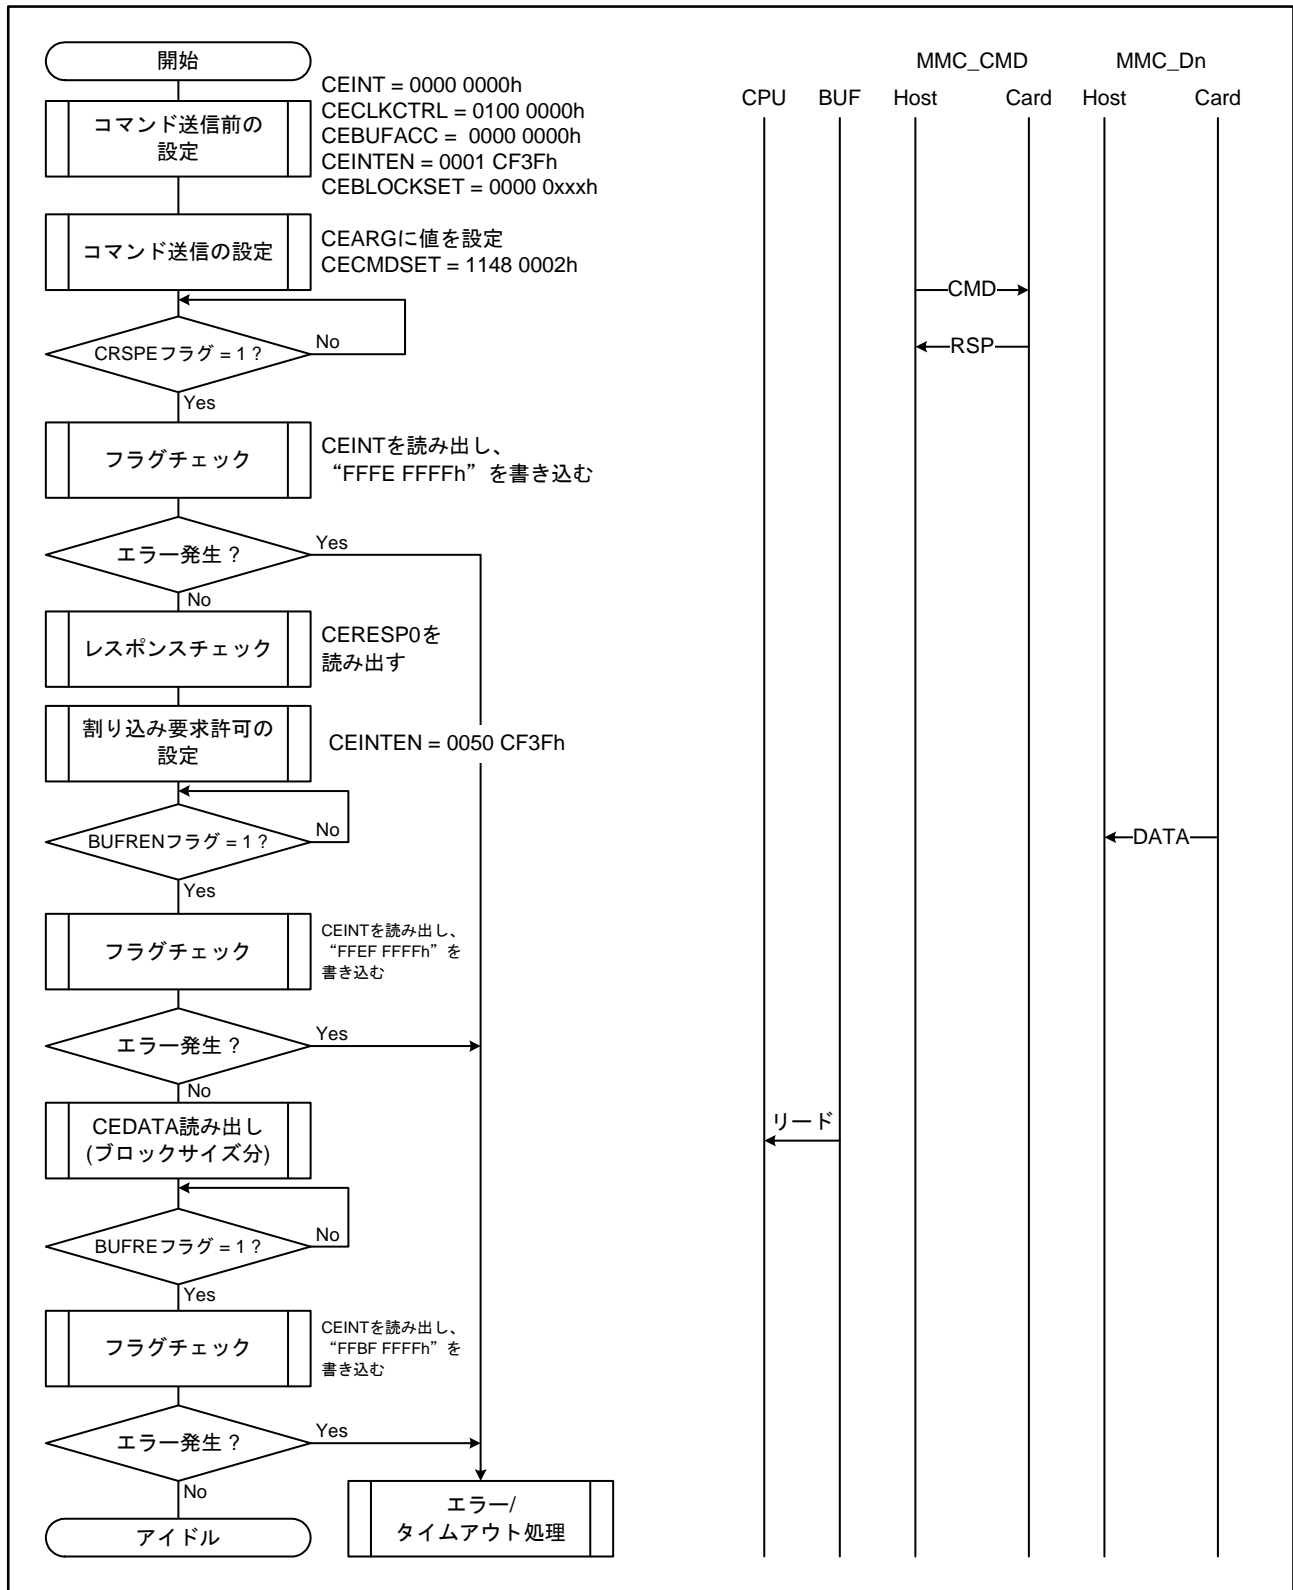 開始
CEINT = 0000 0000h
CECLKCTRL = 0100 0000h
CEBUFACC =  0000 0000h
CEINTEN = 0001 CF3Fh
CEBLOCKSET = 0000 0xxxh
コマンド送信前の
設定
コマンド送信の設定
CEARGに値を設定
CECMDSET = 1148 0002h
CRSPEフラグ = 1 ?
No
Yes
フラグチェック
CEINTを読み出し、
“FFFE FFFFh”を書き込む
エラー発生 ?
Yes
No
レスポンスチェック
CERESP0を
読み出す
割り込み要求許可の
設定
CEINTEN = 0050 CF3Fh
BUFRENフラグ = 1 ?
No
Yes
フラグチェック
CEINTを読み出し、
“FFEF FFFFh”を
書き込む
エラー発生 ?
Yes
No
CEDATA読み出し
(ブロックサイズ分)
BUFREフラグ = 1 ?
No
Yes
フラグチェック
CEINTを読み出し、
“FFBF FFFFh”を
書き込む
エラー発生 ?
Yes
No
アイドル
エラー/
タイムアウト処理
MMC_CMD
MMC_Dn
CPU
BUF
Host
Card
Host
Card
CMD
RSP
DATA
リード